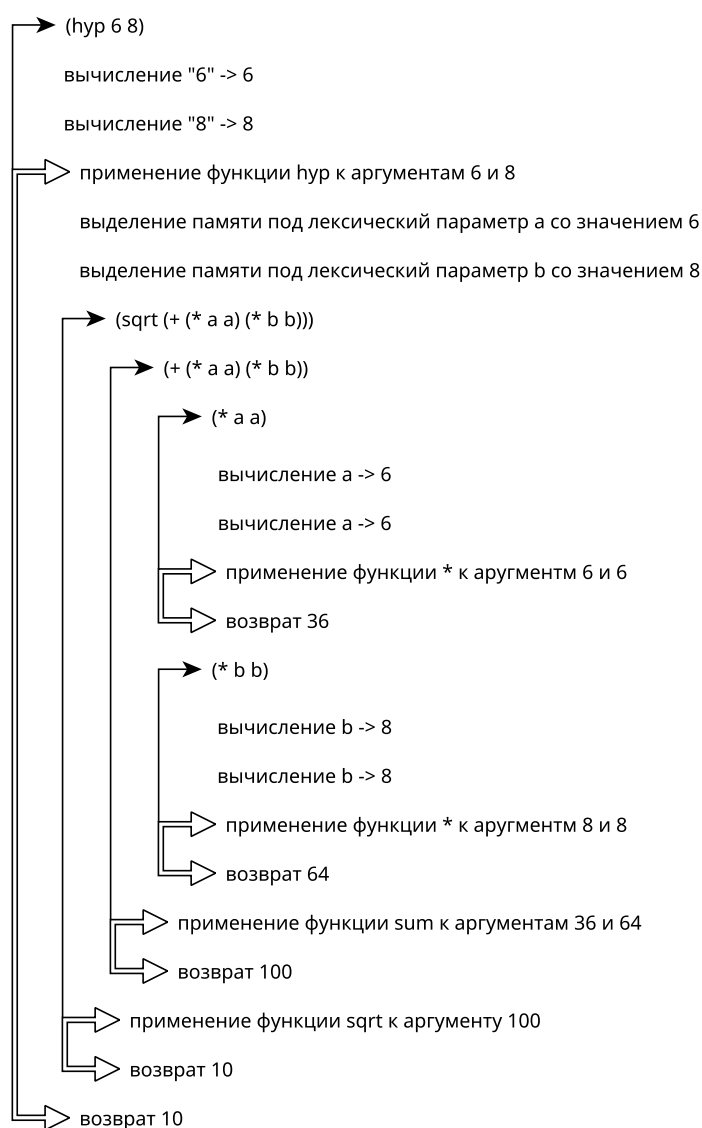 (hyp 6 8)
вычисление "6" -> 6
вычисление "8" -> 8
применение функции hyp к аргументам 6 и 8
выделение памяти под лексический параметр a со значением 6
выделение памяти под лексический параметр b со значением 8
(sqrt (+ (* a a) (* b b)))
(+ (* a a) (* b b))
(* a a)
вычисление a -> 6
вычисление a -> 6
применение функции * к аругментм 6 и 6
возврат 36
(* b b)
вычисление b -> 8
вычисление b -> 8
применение функции * к аругментм 8 и 8
возврат 64
применение функции sum к аргументам 36 и 64
возврат 100
применение функции sqrt к аргументу 100
возврат 10
возврат 10